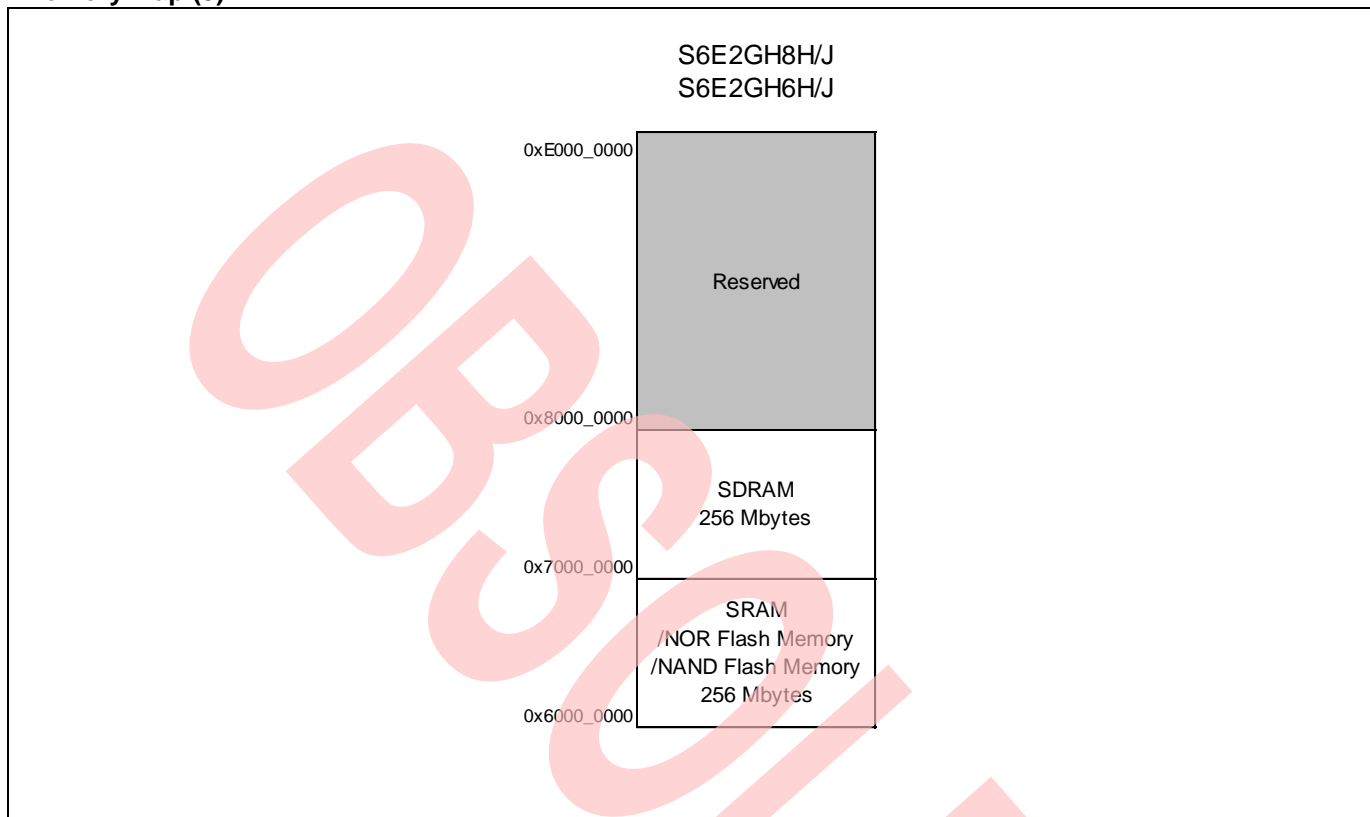 S6E2GH8H/J
S6E2GH6H/J
0xE000_0000
Reserved
0x8000_0000
SDRAM
256 Mbytes
0x7000_0000
SRAM
/NOR Flash Memory
/NAND Flash Memory
256 Mbytes
0x6000_0000